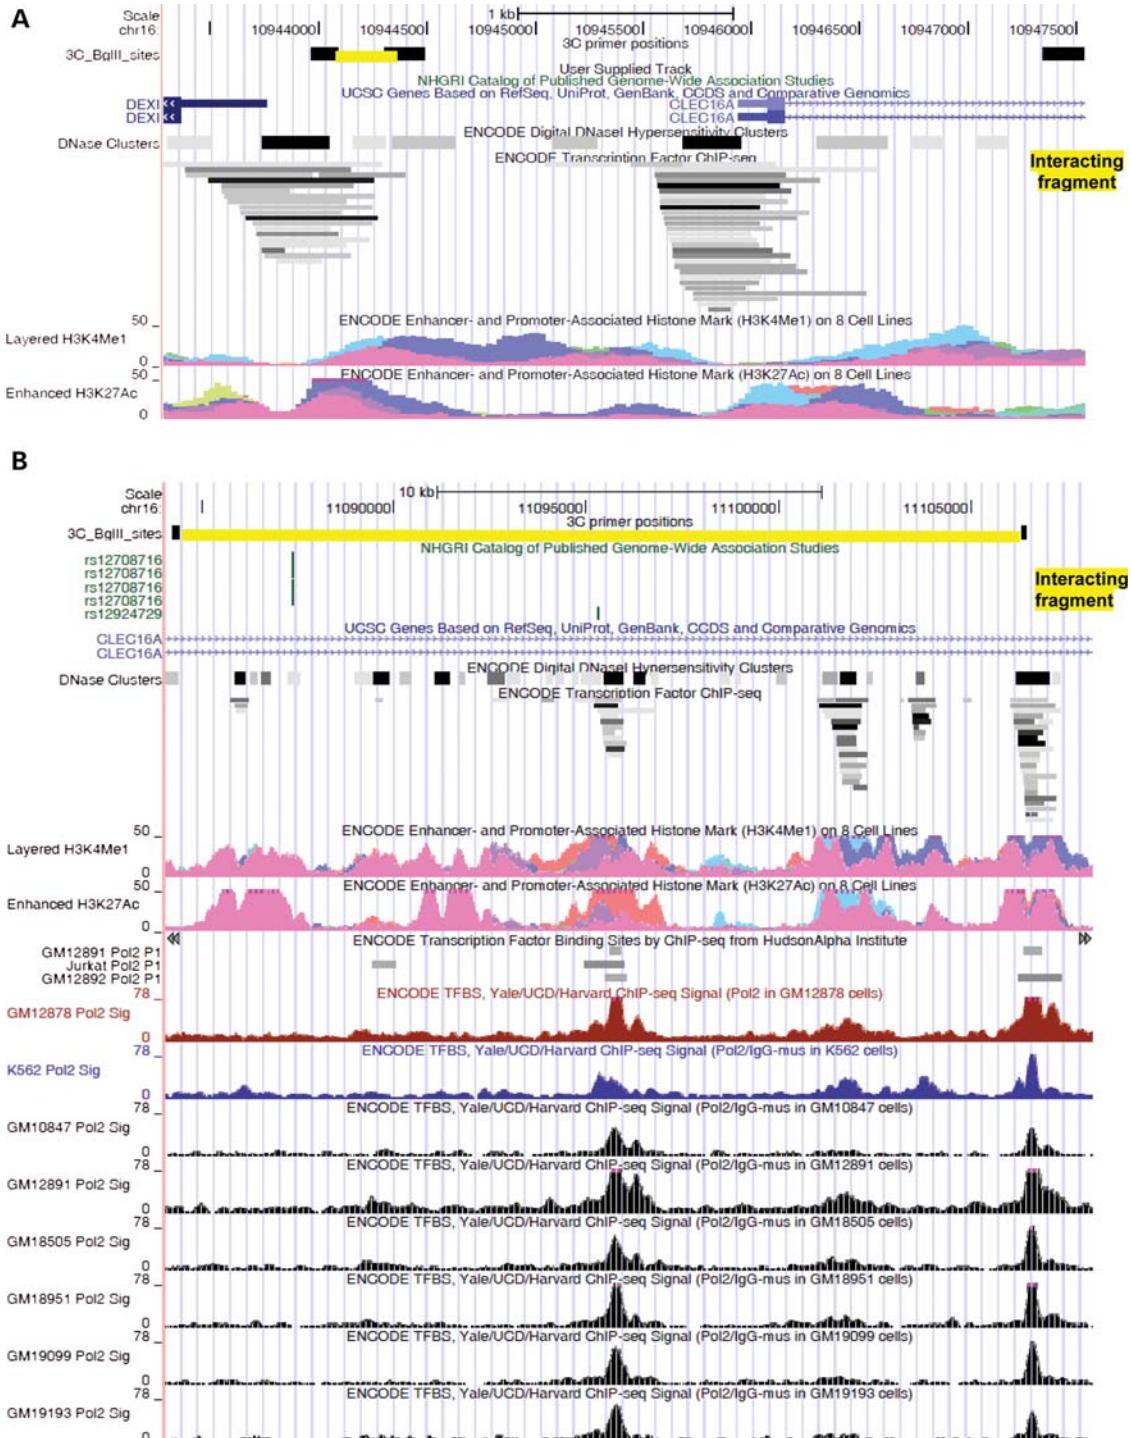 A
Scale
1 kb
chr16:
10944000
10944500
10945000
10945500
10946000
10946500
10947000
10947500
3C primer positions
3C_BglII_sites
User Supplied Track
NHGRI Catalog of Published Genome-Wide Association Studies
UCSC Genes Based on RefSeq, UniProt, GenBank, CCDS and Comparative Genomics
DEXI
CLEC16A
DEXI
CLEC16A
ENCODE Digital DNaseI Hypersensitivity Clusters
DNase Clusters
ENCODE Transcription Factor ChIP-seq
Interacting
fragment
50
ENCODE Enhancer- and Promoter-Associated Histone Mark (H3K4Me1) on 8 Cell Lines
Layered H3K4Me1
0
50
ENCODE Enhancer- and Promoter-Associated Histone Mark (H3K27Ac) on 8 Cell Lines
Enhanced H3K27Ac
0
B
Scale
10 kb
chr16:
11090000
11095000
11100000
11105000
3C primer positions
3C_BglII_sites
NHGRI Catalog of Published Genome-Wide Association Studies
rs12708716
rs12708716
rs12708716
rs12708716
rs12924729
Interacting
fragment
UCSC Genes Based on RefSeq, UniProt, GenBank, CCDS and Comparative Genomics
CLEC16A
CLEC16A
ENCODE Digital DNaseI Hypersensitivity Clusters
DNase Clusters
ENCODE Transcription Factor ChIP-seq
50
ENCODE Enhancer- and Promoter-Associated Histone Mark (H3K4Me1) on 8 Cell Lines
Layered H3K4Me1
0
50
ENCODE Enhancer- and Promoter-Associated Histone Mark (H3K27Ac) on 8 Cell Lines
Enhanced H3K27Ac
0
ENCODE Transcription Factor Binding Sites by ChIP-seq from HudsonAlpha Institute
GM12891 Pol2 P1
Jurkat Pol2 P1
GM12892 Pol2 P1
78
ENCODE TFBS, Yale/UCD/Harvard ChIP-seq Signal (Pol2 in GM12878 cells)
GM12878 Pol2 Sig
0
78
ENCODE TFBS, Yale/UCD/Harvard ChIP-seq Signal (Pol2/IgG-mus in K562 cells)
K562 Pol2 Sig
0
78
ENCODE TFBS, Yale/UCD/Harvard ChIP-seq Signal (Pol2/IgG-mus in GM10847 cells)
GM10847 Pol2 Sig
0
78
ENCODE TFBS, Yale/UCD/Harvard ChIP-seq Signal (Pol2/IgG-mus in GM12891 cells)
GM12891 Pol2 Sig
0
78
ENCODE TFBS, Yale/UCD/Harvard ChIP-seq Signal (Pol2/IgG-mus in GM18505 cells)
GM18505 Pol2 Sig
0
78
ENCODE TFBS, Yale/UCD/Harvard ChIP-seq Signal (Pol2/IgG-mus in GM18951 cells)
GM18951 Pol2 Sig
0
78
ENCODE TFBS, Yale/UCD/Harvard ChIP-seq Signal (Pol2/IgG-mus in GM19099 cells)
GM19099 Pol2 Sig
0
78
ENCODE TFBS, Yale/UCD/Harvard ChIP-seq Signal (Pol2/IgG-mus in GM19193 cells)
GM19193 Pol2 Sig
0